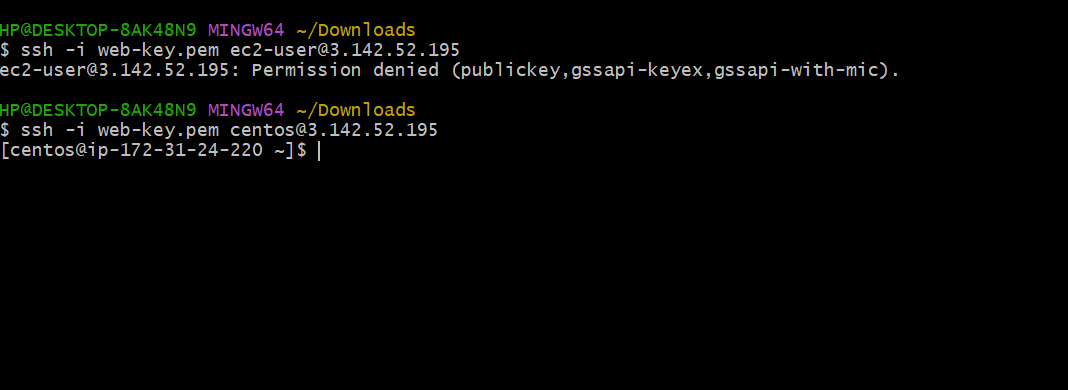 HP@DESKTOP-8AK48N9 MINGW64 ~/Downloads
$ ssh -i web-key.pem ec2-user@3.142.52.195
ec2-user@3.142.52.195: Permission denied (publickey,gssapi-keyex,gssapi-with-mic).
HP@DESKTOP-8AK48N9 MINGW64 ~/Downloads
$ ssh -i web-key.pem centos@3.142.52.195
[centos@ip-172-31-24-220 ~]$